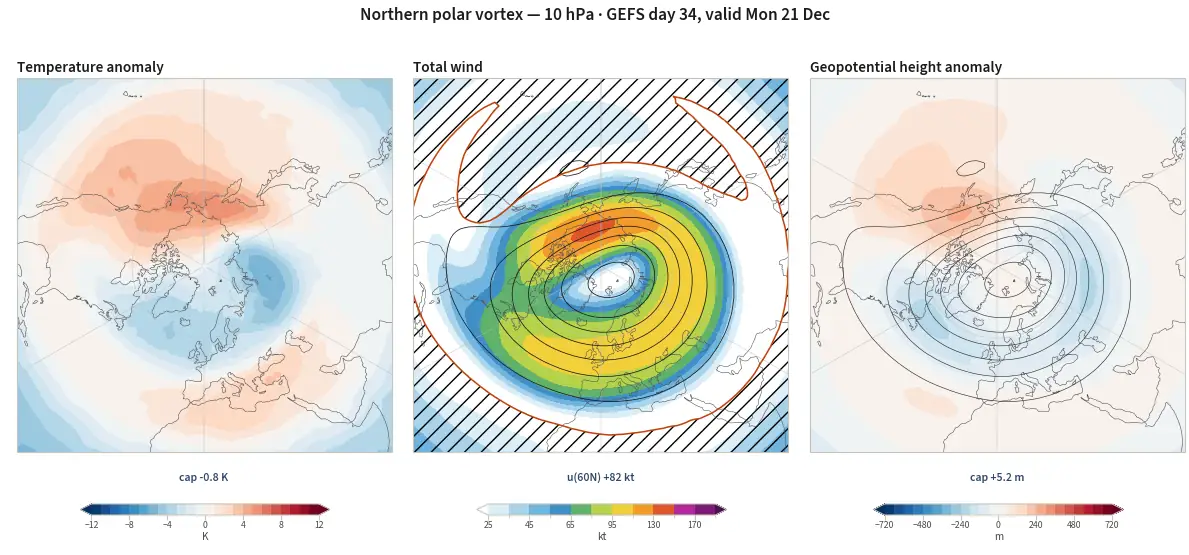 Northern polar vortex — 10 hPa · GEFS day 34, valid Mon 21 Dec
Temperature anomaly
Total wind
Geopotential height anomaly
cap -0.8 K
u(60N) +82 kt
cap +5.2 m
−12 −8 −4 0 4 8 12
K
25 45 65 95 130 170
kt
−720 −480 −240 0 240 480 720
m